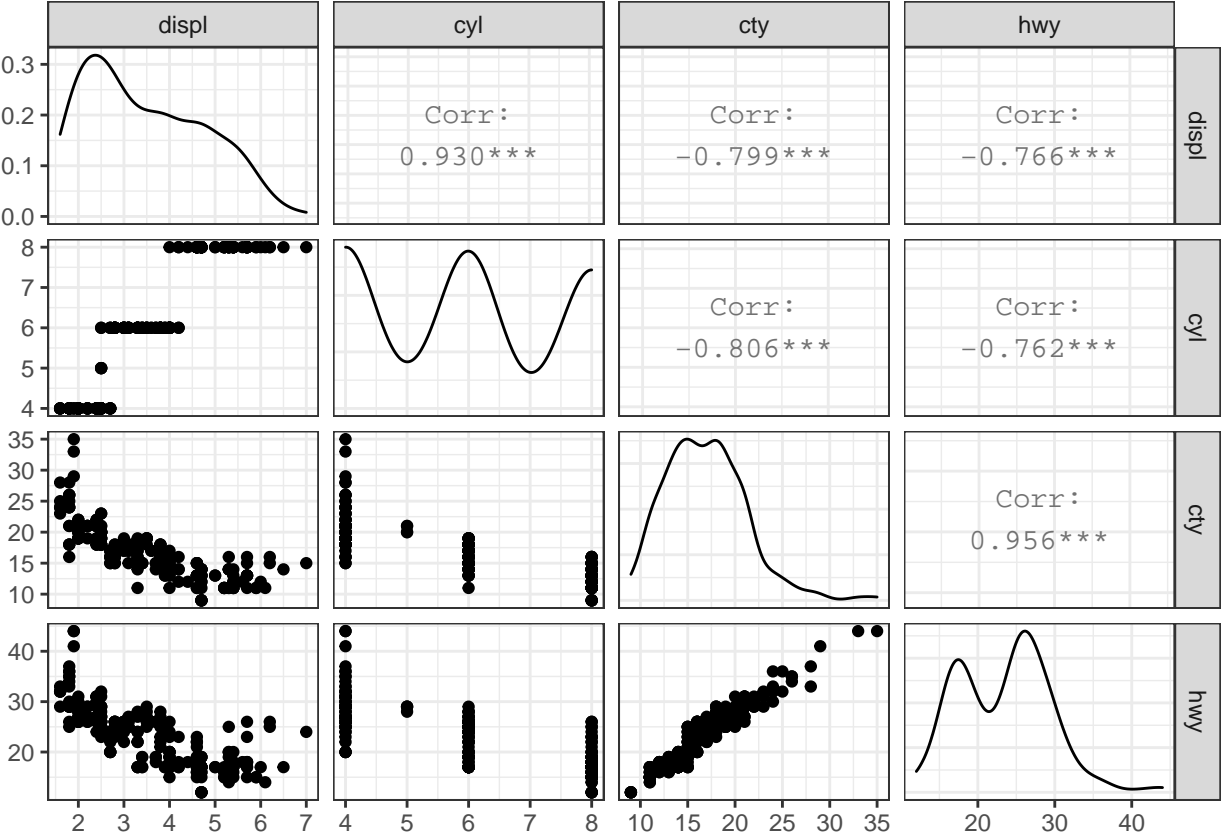 displ cyl cty hwy
0.3
0.2
0.1
0.0
Corr:
0.930***
Corr:
-0.799***
Corr:
-0.766***
displ
8
7
6
5
4
Corr:
-0.806***
Corr:
-0.762***
cyl
35
30
25
20
15
10
Corr:
0.956***
cty
40
30
20
hwy
2 3 4 5 6 7
4 5 6 7 8
10 15 20 25 30 35
20 30 40